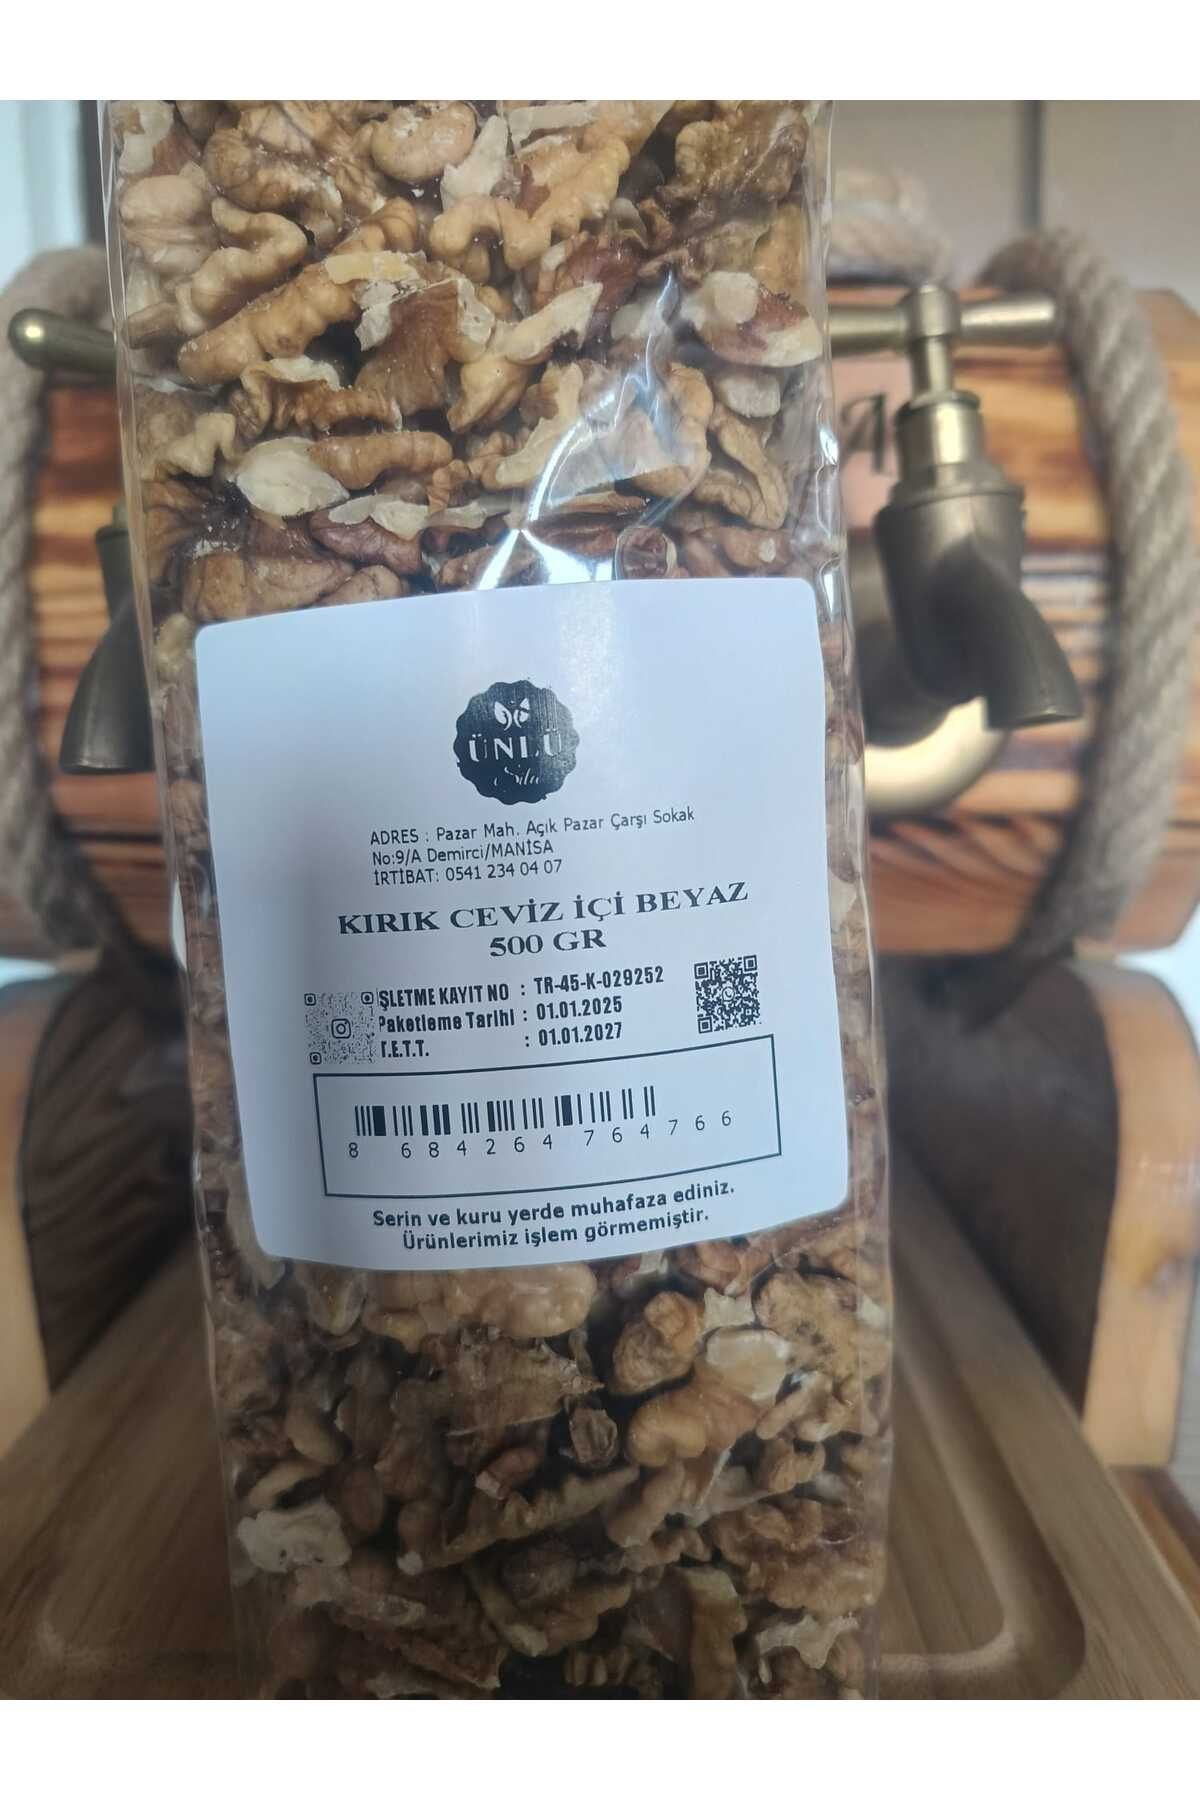 ÜNLÜ
ADRES : Pazar Mah. Açık Pazar Çarşı Sokak
No:9/A Demirci/MANİSA
İRTİBAT: 0541 234 04 07
KIRIK CEVİZ İÇİ BEYAZ
500 GR
İŞLETME KAYIT NO : TR-45-K-029252
Paketleme Tarihi : 01.01.2025
T.E.T.T. : 01.01.2027
8 684264 764766
Serin ve kuru yerde muhafaza ediniz.
Ürünlerimiz işlem görmemiştir.